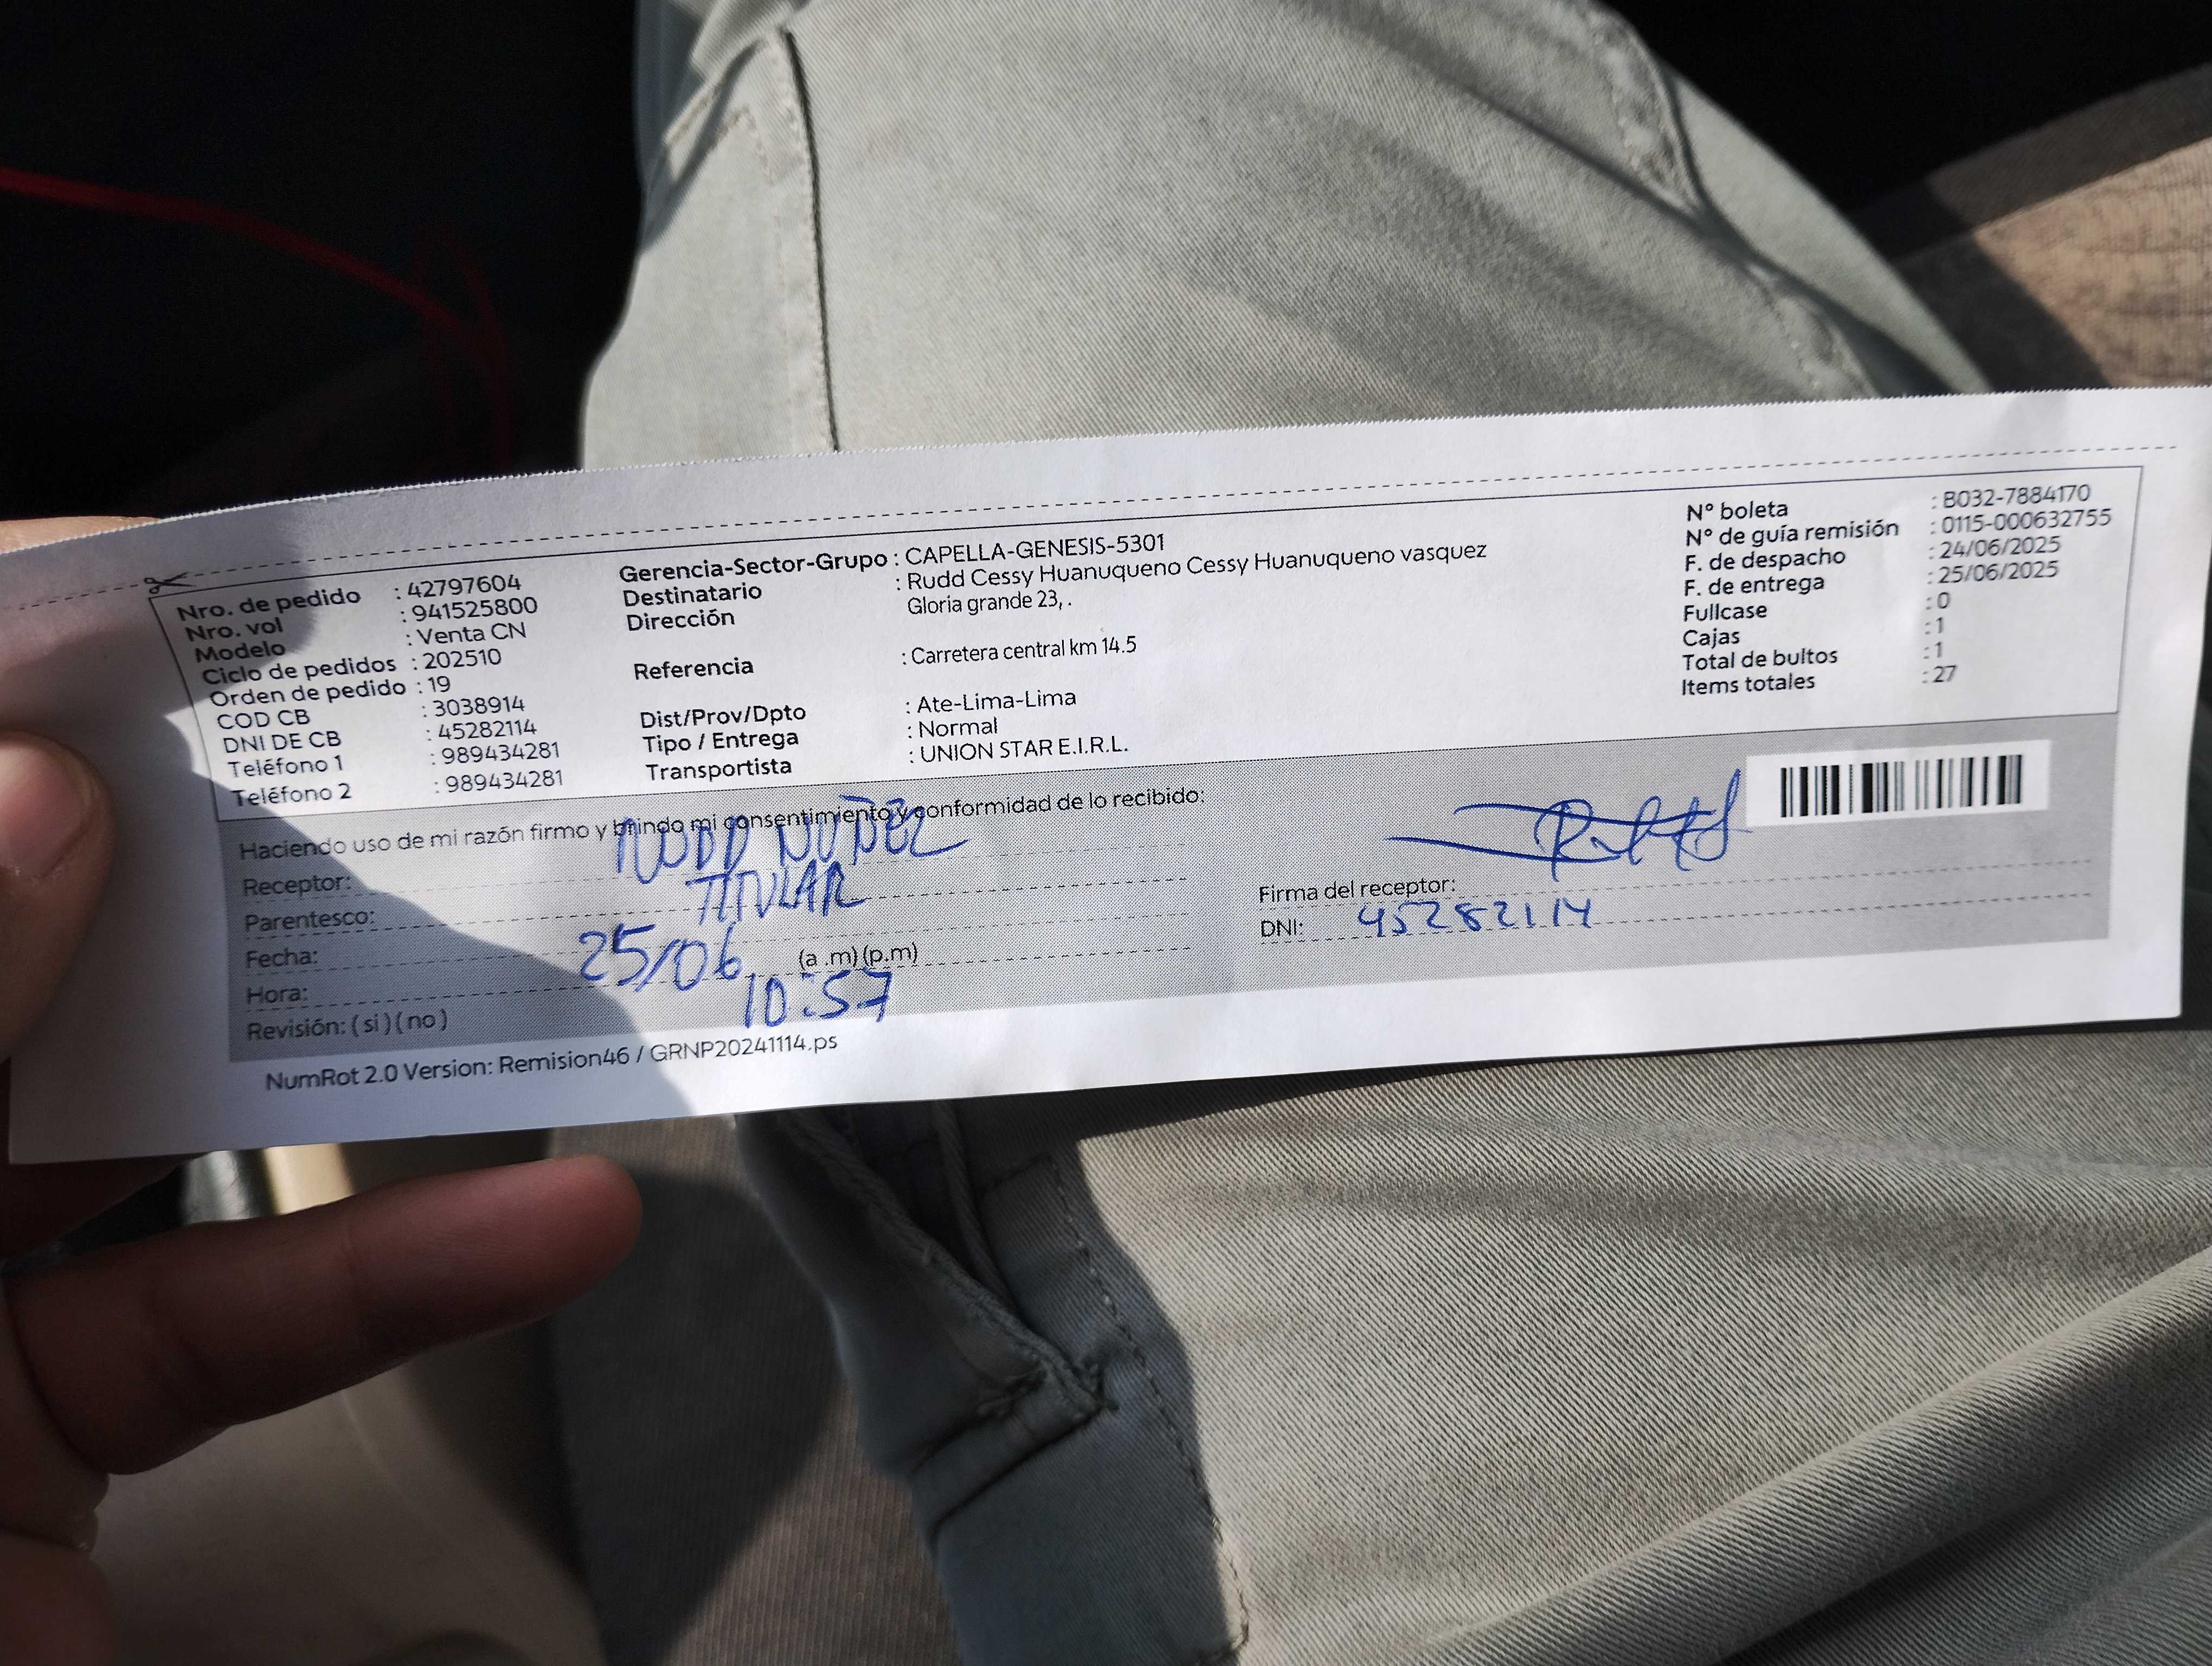 Nro. de pedido : 42797604
Nro. vol : 941525800
Modelo : Venta CN
Ciclo de pedidos : 202510
Orden de pedido : 19
COD CB : 3038914
DNI DE CB : 45282114
Teléfono 1 : 989434281
Teléfono 2 : 989434281
Gerencia-Sector-Grupo : CAPELLA-GENESIS-5301
Destinatario : Rudd Cessy Huanuqueno Cessy Huanuqueno vasquez
Dirección Gloria grande 23, .
Referencia : Carretera central km 14.5
Dist/Prov/Dpto : Ate-Lima-Lima
Tipo / Entrega : Normal
Transportista : UNION STAR E.I.R.L.
N° boleta : B032-7884170
N° de guía remisión : 0115-000632755
F. de despacho : 24/06/2025
F. de entrega : 25/06/2025
Fullcase : 0
Cajas : 1
Total de bultos : 1
Items totales : 27
Haciendo uso de mi razón firmo y brindo mi consentimiento y conformidad de lo recibido:
Receptor: RUDD NUÑEZ
Parentesco: TITULAR
Fecha: 25/06
Hora: (a .m) (p.m) 10:57
Revisión: ( si ) ( no )
Firma del receptor:
DNI: 45282114
NumRot 2.0 Version: Remision46 / GRNP20241114.ps